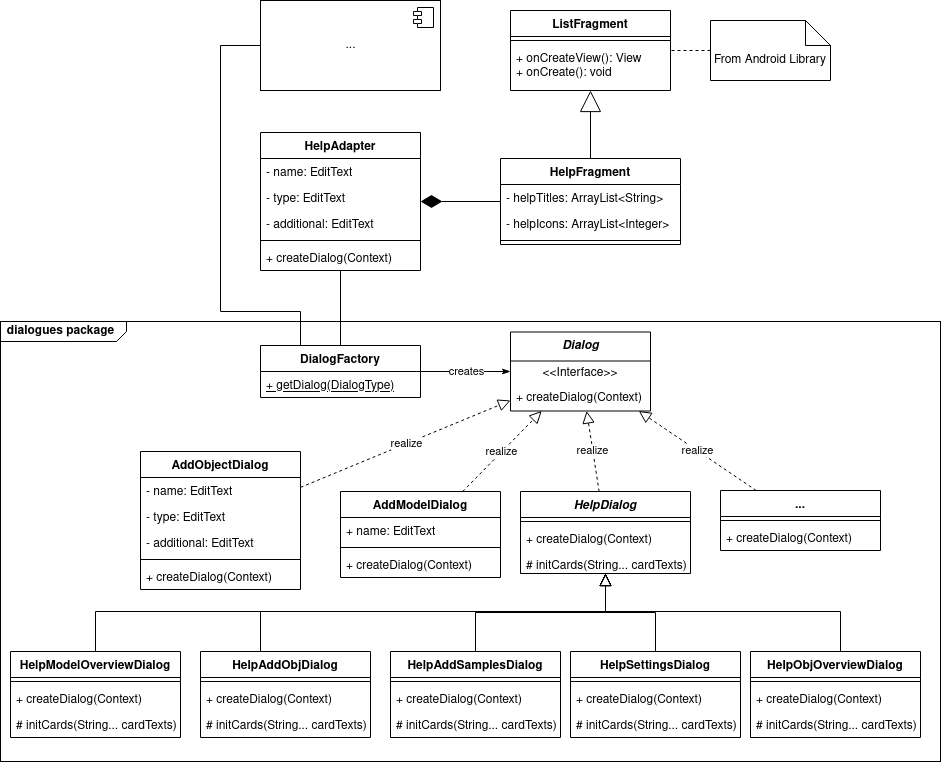 ...
ListFragment
+ onCreateView(): View
+ onCreate(): void
From Android Library
HelpAdapter
- name: EditText
- type: EditText
- additional: EditText
+ createDialog(Context)
HelpFragment
- helpTitles: ArrayList<String>
- helpIcons: ArrayList<Integer>
dialogues package
DialogFactory
+ getDialog(DialogType)
creates
Dialog
<<Interface>>
+ createDialog(Context)
realize
realize
realize
realize
AddObjectDialog
- name: EditText
- type: EditText
- additional: EditText
+ createDialog(Context)
AddModelDialog
+ name: EditText
+ createDialog(Context)
HelpDialog
+ createDialog(Context)
# initCards(String... cardTexts)
...
+ createDialog(Context)
HelpModelOverviewDialog
+ createDialog(Context)
# initCards(String... cardTexts)
HelpAddObjDialog
+ createDialog(Context)
# initCards(String... cardTexts)
HelpAddSamplesDialog
+ createDialog(Context)
# initCards(String... cardTexts)
HelpSettingsDialog
+ createDialog(Context)
# initCards(String... cardTexts)
HelpObjOverviewDialog
+ createDialog(Context)
# initCards(String... cardTexts)